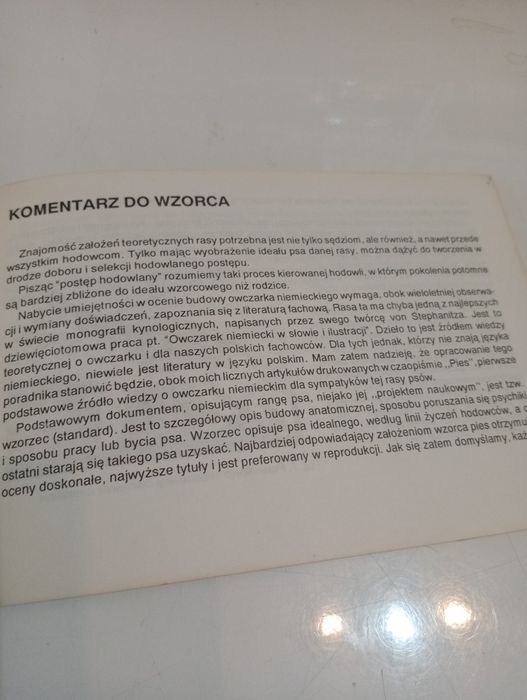 KOMENTARZ DO WZORCA
Znajomość założeń teoretycznych rasy potrzebna jest nie tylko sędziom, ale również, a nawet przede
wszystkim hodowcom. Tylko mając wyobrażenie ideału psa danej rasy, można dążyć do tworzenia w
drodze doboru i selekcji hodowlanego postępu.
Pisząc "postęp hodowlany" rozumiemy taki proces kierowanej hodowli, w którym pokolenia potomne
są bardziej zbliżone do ideału wzorcowego niż rodzice.
Nabycie umiejętności w ocenie budowy owczarka niemieckiego wymaga, obok wieloletniej obserwa-
cji i wymiany doświadczeń, zapoznania się z literaturą fachową. Rasa ta ma chyba jedną z najlepszych
w świecie monografii kynologicznych, napisanych przez swego twórcę von Stephanitza. Jest to
dziewięciotomowa praca pt. "Owczarek niemiecki w słowie i ilustracji". Dzieło to jest źródłem wiedzy
teoretycznej o owczarku i dla naszych polskich fachowców. Dla tych jednak, którzy nie znają języka
niemieckiego, niewiele jest literatury w języku polskim. Mam zatem nadzieję, że opracowanie tego
poradnika stanowić będzie, obok moich licznych artykułów drukowanych w czasopiśmie „Pies", pierwsze
podstawowe źródło wiedzy o owczarku niemieckim dla sympatyków tej rasy psów.
Podstawowym dokumentem, opisującym rangę psa, niejako jej „projektem naukowym", jest tzw.
wzorzec (standard). Jest to szczegółowy opis budowy anatomicznej, sposobu poruszania się psychiki
i sposobu pracy lub bycia psa. Wzorzec opisuje psa idealnego, według linii życzeń hodowców, a c
ostatni starają się takiego psa uzyskać. Najbardziej odpowiadający założeniom wzorca pies otrzymu
oceny doskonałe, najwyższe tytuły i jest preferowany w reprodukcji. Jak się zatem domyślamy, każ